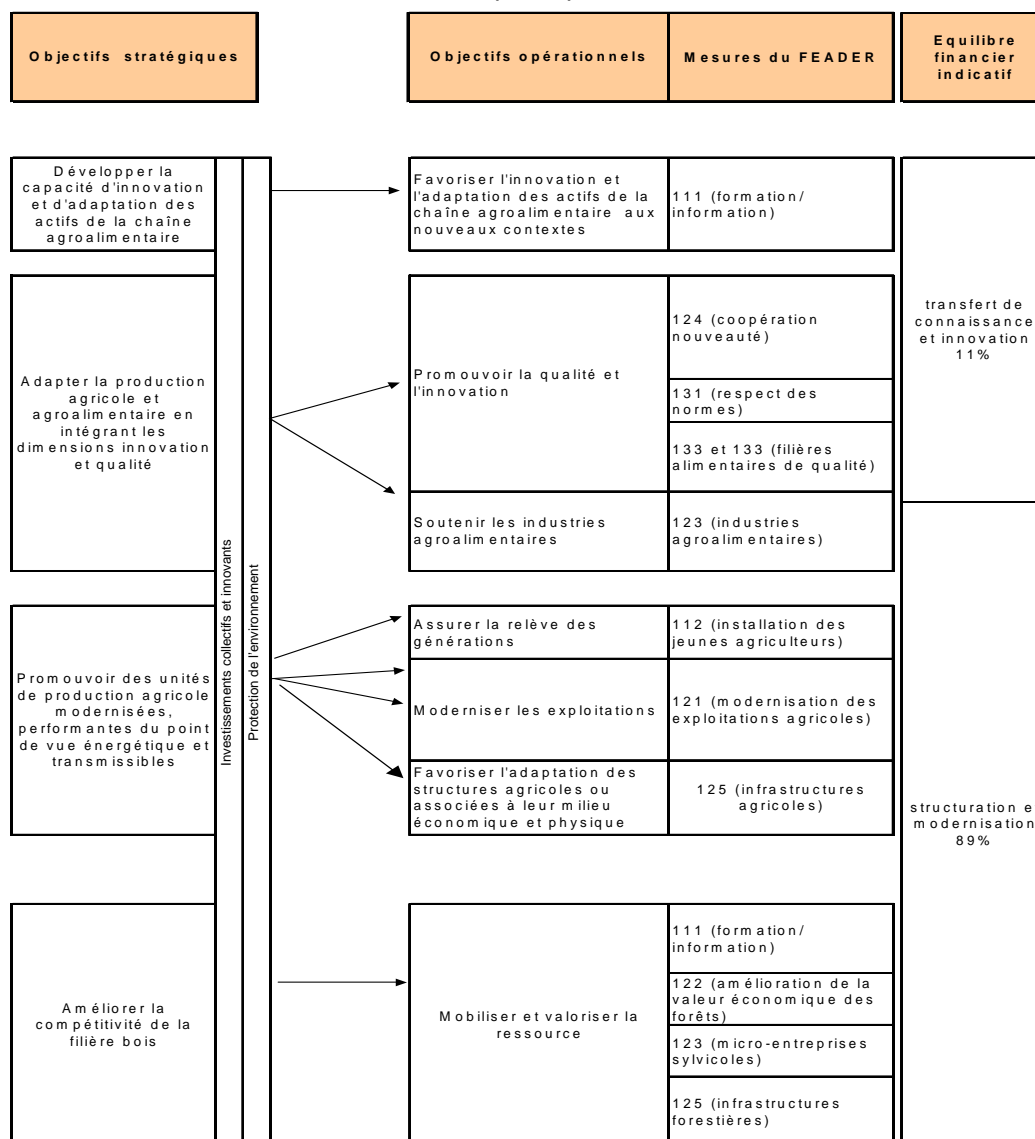 Objectifs stratégiques
Objectifs opérationnels
Mesures du FEADER
Equilibre
financier
indicatif
Développer la
capacité d'innovation
et d'adaptation des
actifs de la chaîne
agroalimentaire
Favoriser l'innovation et
l'adaptation des actifs de la
chaîne agroalimentaire aux
nouveaux contextes
111 (formation/
information)
transfert de
connaissance
et innovation
11%
Adapter la production
agricole et
agroalimentaire en
intégrant les
dimensions innovation
et qualité
Promouvoir la qualité et
l'innovation
124 (coopération
nouveauté)
131 (respect des
normes)
133 et 133 (filières
alimentaires de qualité)
Soutenir les industries
agroalimentaires
123 (industries
agroalimentaires)
Investissements collectifs et innovants
Protection de l'environnement
Promouvoir des unités
de production agricole
modernisées,
performantes du point
de vue énergétique et
transmissibles
Assurer la relève des
générations
112 (installation des
jeunes agriculteurs)
Moderniser les exploitations
121 (modernisation des
exploitations agricoles)
Favoriser l'adaptation des
structures agricoles ou
associées à leur milieu
économique et physique
125 (infrastructures
agricoles)
structuration e
modernisation
89%
Améliorer la
compétitivité de la
filière bois
Mobiliser et valoriser la
ressource
111 (formation/
information)
122 (amélioration de la
valeur économique des
forêts)
123 (micro-entreprises
sylvicoles)
125 (infrastructures
forestières)